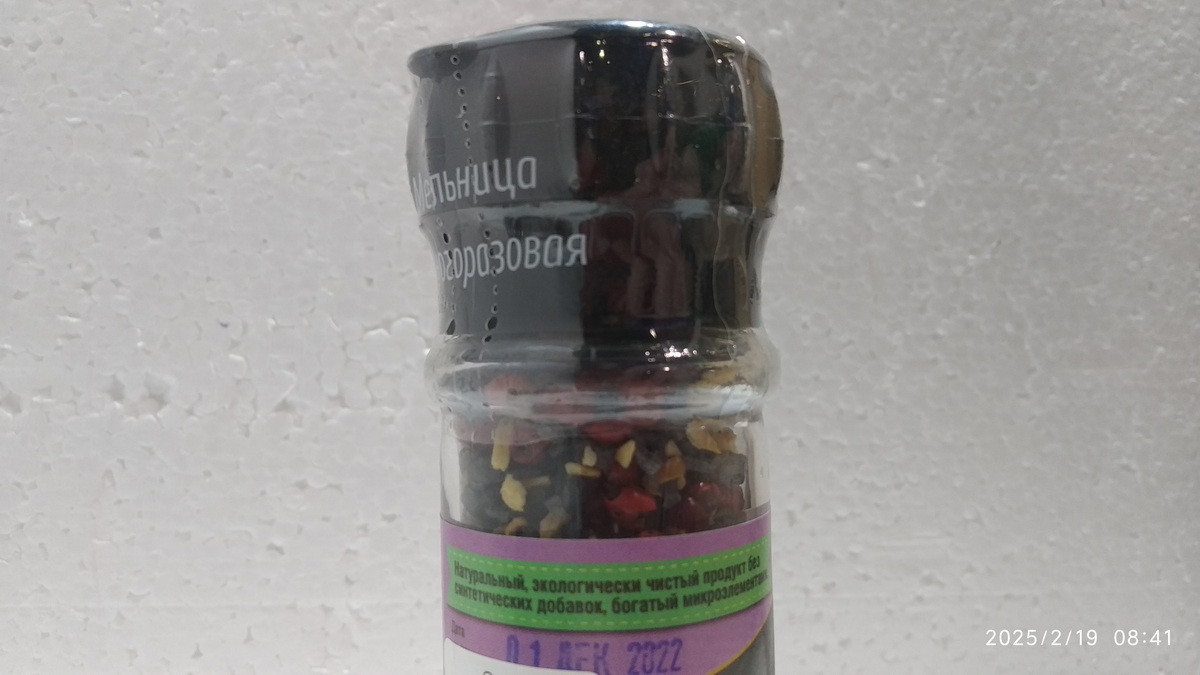 Мельница
огоразовая
Натуральный, экологически чистый продукт без
синтетических добавок, богатый микроэлементами
Дата
01 ДЕК 2022
2025/2/19 08:41